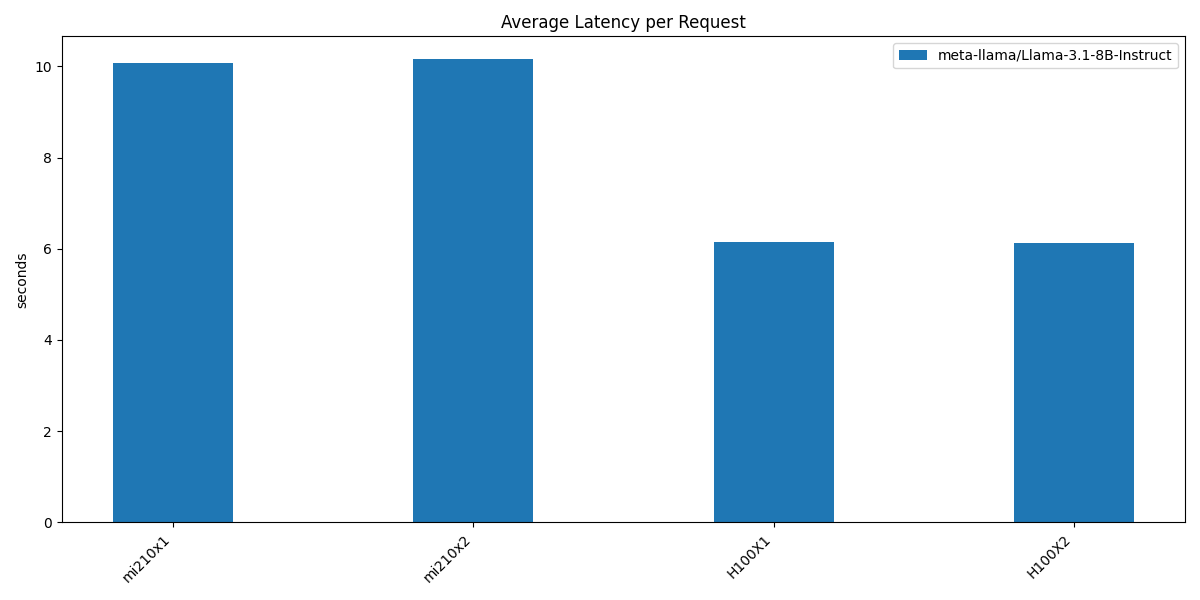 Average Latency per Request
meta-llama/Llama-3.1-8B-Instruct
seconds
10
8
6
4
2
0
mi210x1
mi210x2
H100X1
H100X2